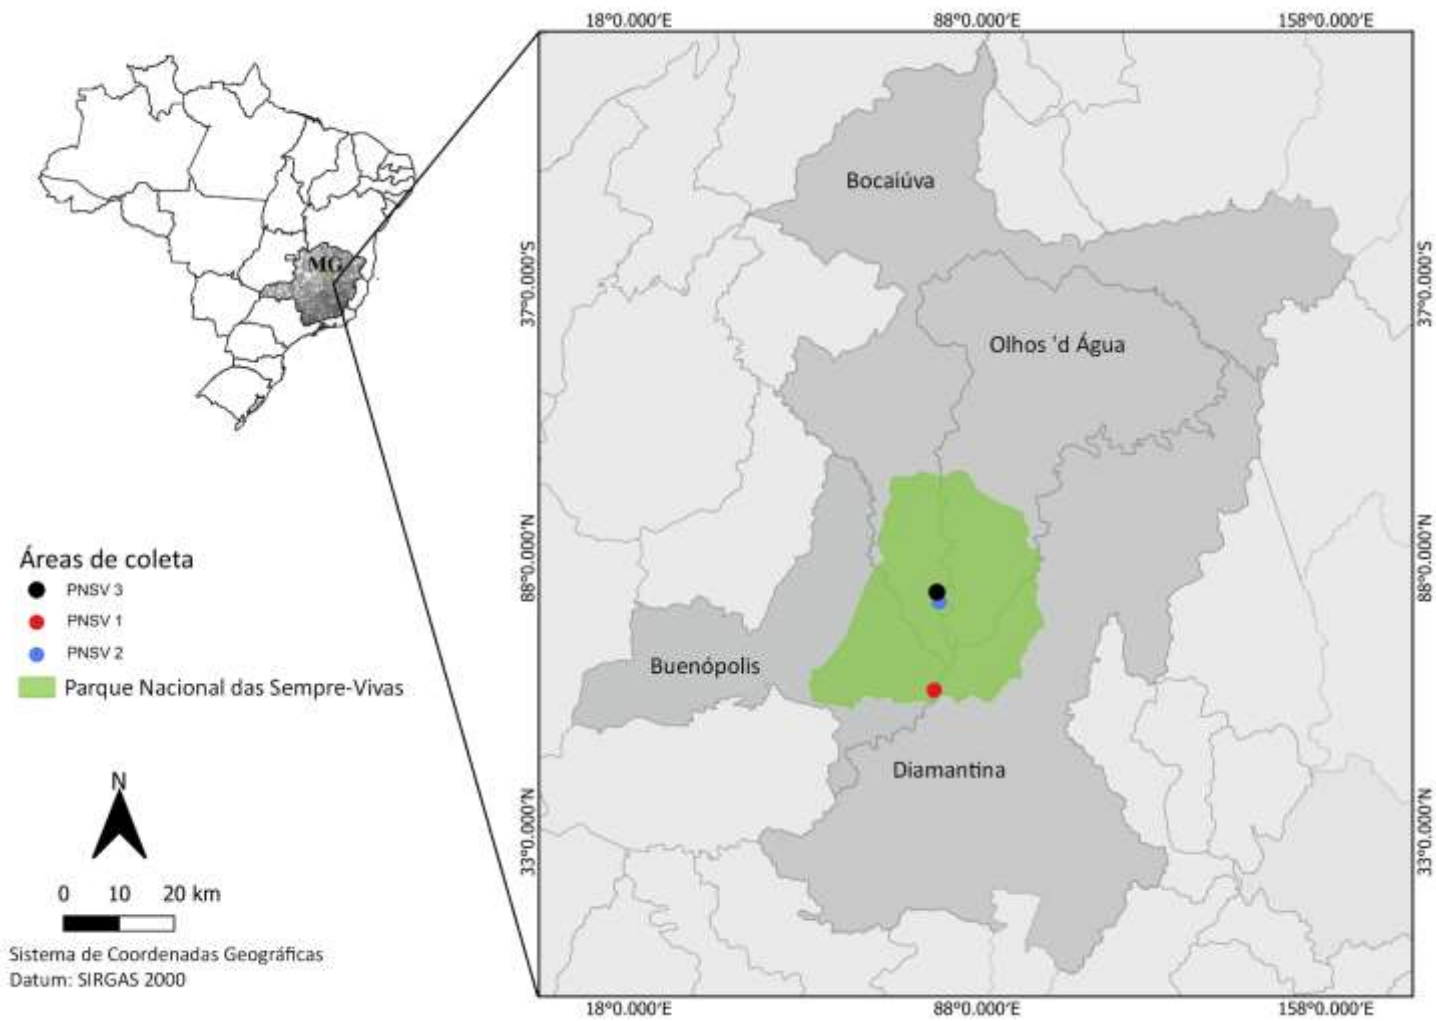 18°0.000'E 88°0.000'E 158°0.000'E
MG
Bocaiúva
37°0.000'S 37°0.000'S
Olhos 'd Água
88°0.000'N 88°0.000'N
Áreas de coleta
PNSV 3
PNSV 1
PNSV 2
Parque Nacional das Sempre-Vivas
Buenópolis
Diamantina
N
33°0.000'N 33°0.000'N
0 10 20 km
Sistema de Coordenadas Geográficas
Datum: SIRGAS 2000
18°0.000'E 88°0.000'E 158°0.000'E